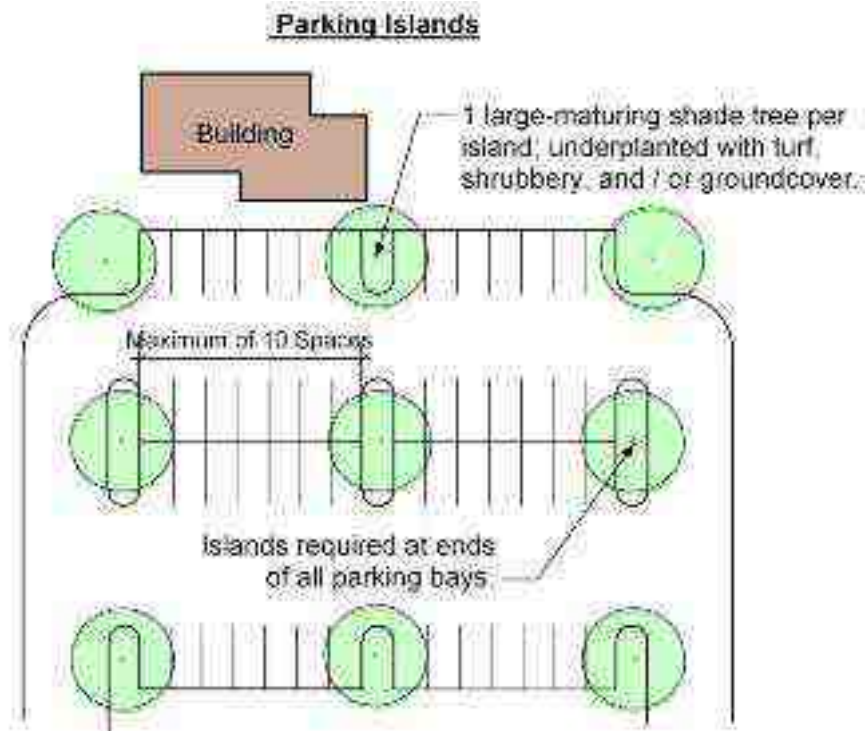 Parking Islands
Building
1 large-maturing shade tree per
island, underplanted with turf,
shrubbery, and / or groundcover.
Maximum of 10 Spaces
Islands required at ends
of all parking bays